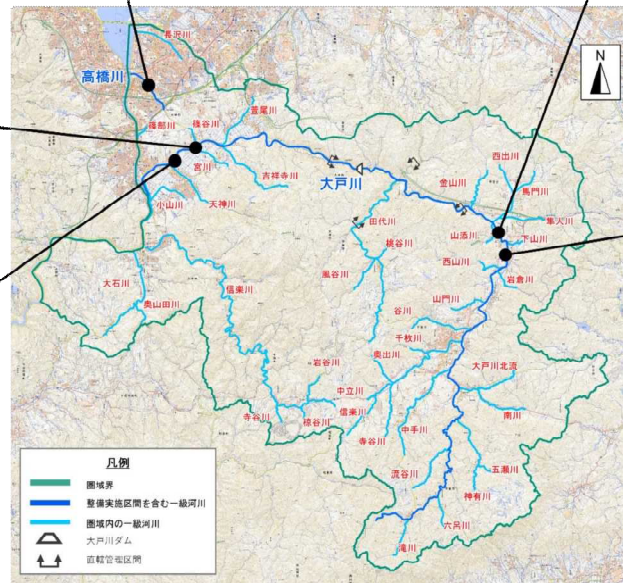 長沢川
高橋川
N
篠部川
篠谷川
萱尾川
宮川
吉祥寺川
大戸川
西出川
馬門川
笹山川
隼人川
小山川
天神川
田代川
桃谷川
山添川
下山川
西山川
岩倉川
風谷川
大石川
信楽川
奥山田川
山門川
谷川
千枚川
奥出川
大戸川北流
岩谷川
中立川
信楽川
南川
寺谷川
椋谷川
寺谷川
中手川
五瀬川
流谷川
神有川
六呂川
滝川
凡例
圏域界
整備実施区間を含む一級河川
圏域内の一級河川
大戸川ダム
直轄管理区間